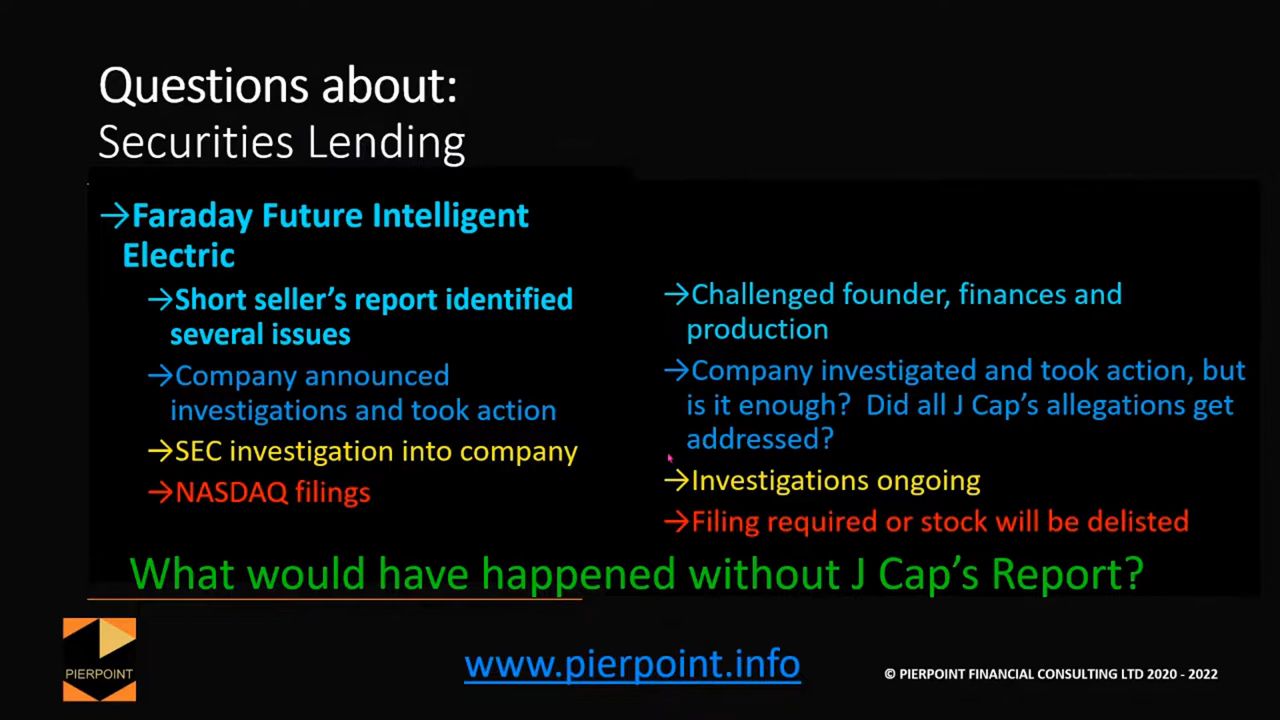 Questions about:
Securities Lending
→Faraday Future Intelligent
Electric
→Short seller’s report identified
several issues
→Company announced
investigations and took action
→SEC investigation into company
→NASDAQ filings
→Challenged founder, finances and
production
→Company investigated and took action, but
is it enough? Did all J Cap’s allegations get
addressed?
→Investigations ongoing
→Filing required or stock will be delisted
What would have happened without J Cap’s Report?
PIERPOINT
www.pierpoint.info
© PIERPOINT FINANCIAL CONSULTING LTD 2020 - 2022